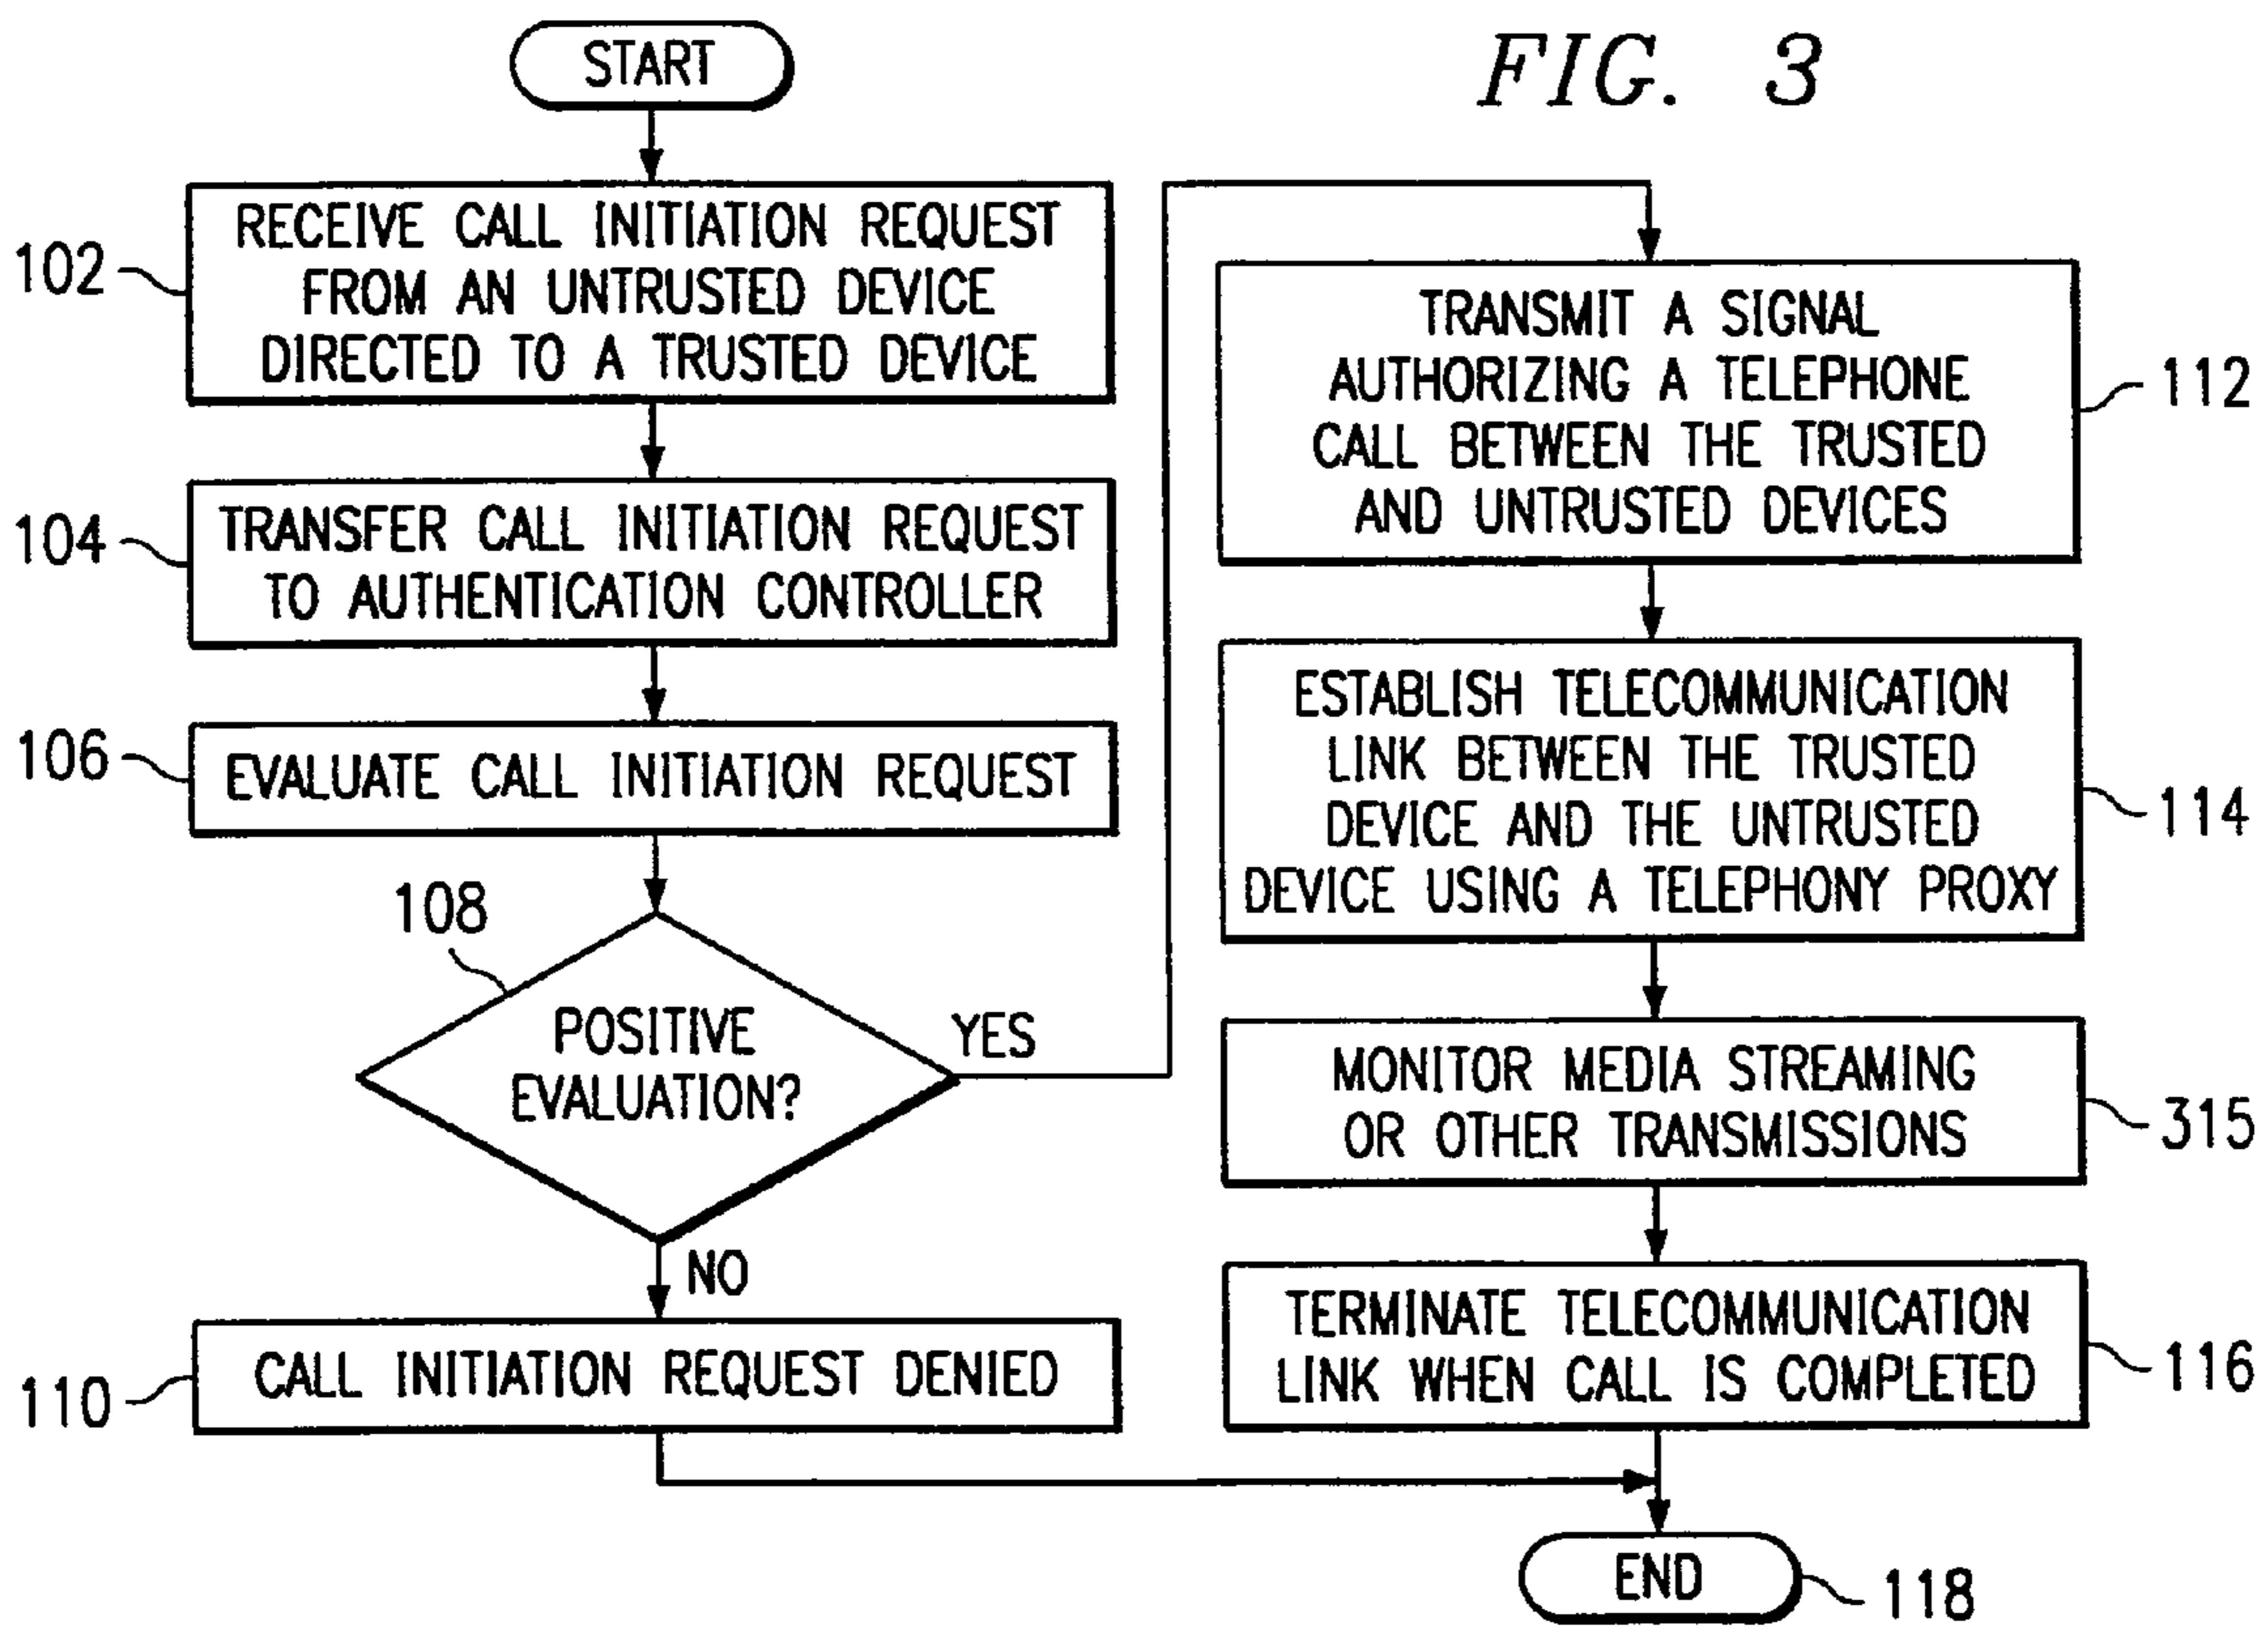 FIG. 3
START
102
RECEIVE CALL INITIATION REQUEST
FROM AN UNTRUSTED DEVICE
DIRECTED TO A TRUSTED DEVICE
104
TRANSFER CALL INITIATION REQUEST
TO AUTHENTICATION CONTROLLER
106
EVALUATE CALL INITIATION REQUEST
108
POSITIVE
EVALUATION?
YES
NO
110
CALL INITIATION REQUEST DENIED
TRANSMIT A SIGNAL
AUTHORIZING A TELEPHONE
CALL BETWEEN THE TRUSTED
AND UNTRUSTED DEVICES
112
ESTABLISH TELECOMMUNICATION
LINK BETWEEN THE TRUSTED
DEVICE AND THE UNTRUSTED
DEVICE USING A TELEPHONY PROXY
114
MONITOR MEDIA STREAMING
OR OTHER TRANSMISSIONS
315
TERMINATE TELECOMMUNICATION
LINK WHEN CALL IS COMPLETED
116
END
118